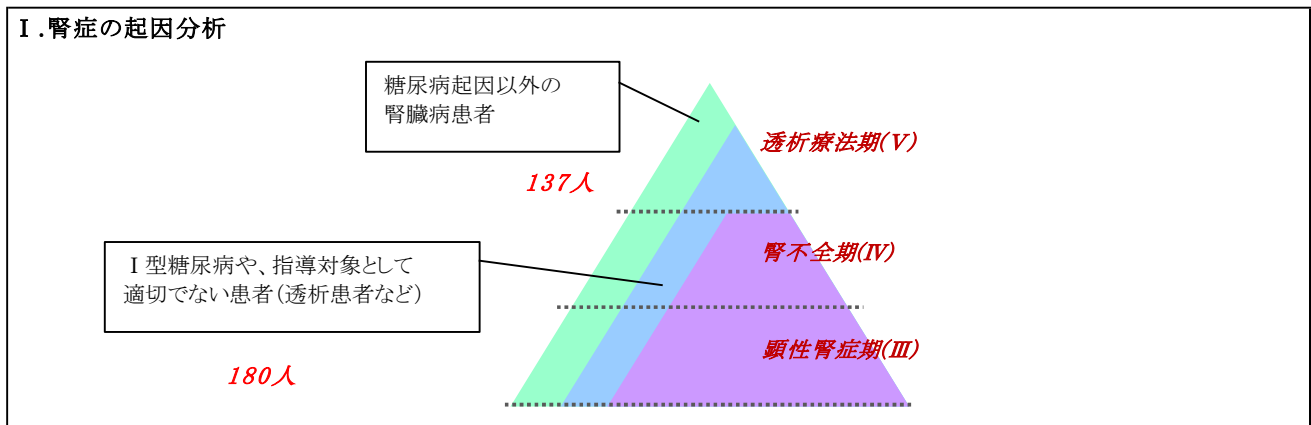 Ⅰ.腎症の起因分析
糖尿病起因以外の
腎臓病患者
透析療法期(Ⅴ)
137人
Ⅰ型糖尿病や、指導対象として
適切でない患者(透析患者など)
腎不全期(Ⅳ)
顕性腎症期(Ⅲ)
180人